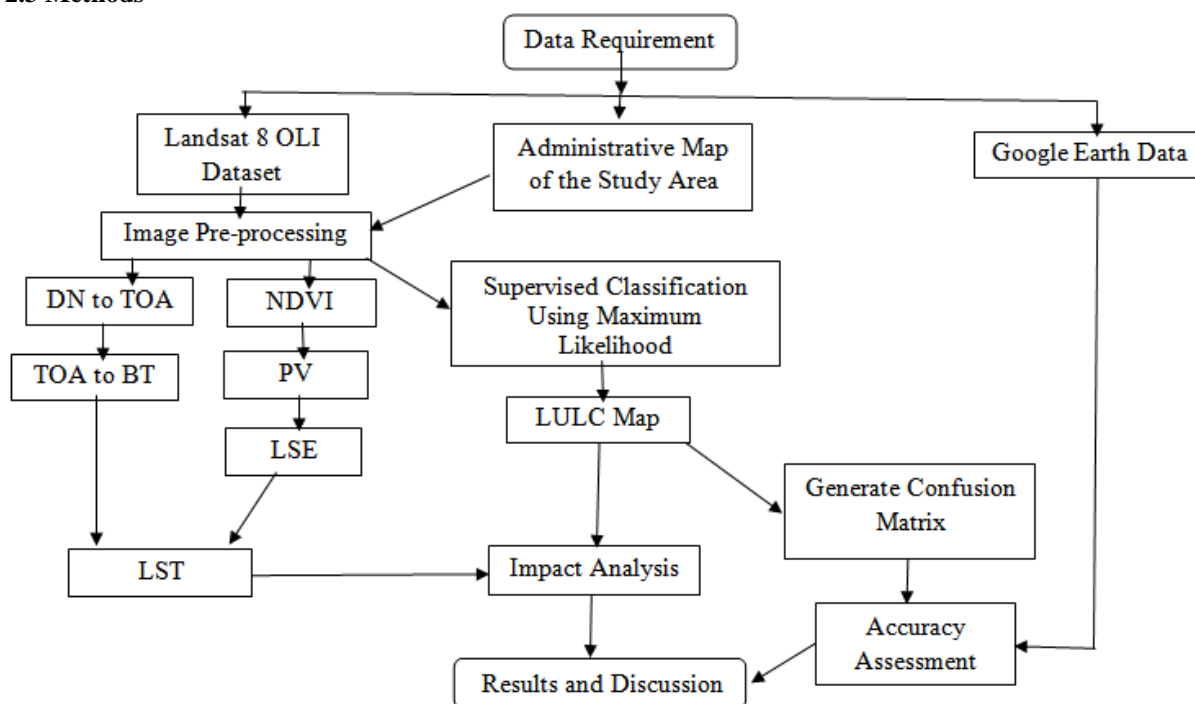 2.3 Methods
Data Requirement
Landsat 8 OLI
Dataset
Administrative Map
of the Study Area
Google Earth Data
Image Pre-processing
DN to TOA
NDVI
Supervised Classification
Using Maximum
Likelihood
TOA to BT
PV
LULC Map
LSE
Generate Confusion
Matrix
LST
Impact Analysis
Accuracy
Assessment
Results and Discussion